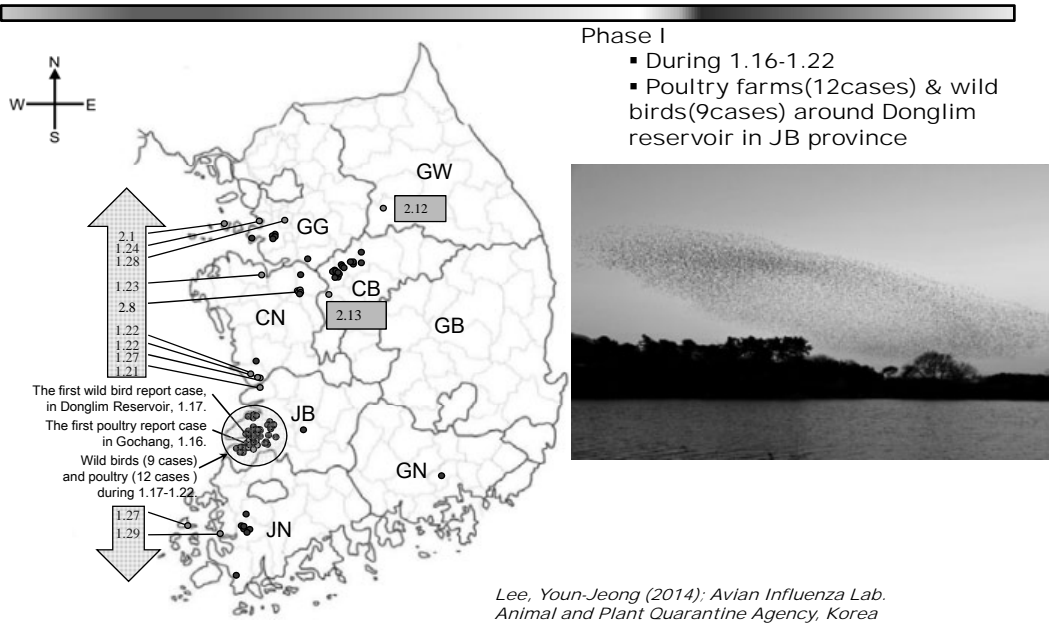 Phase I
▪ During 1.16-1.22
▪ Poultry farms(12cases) & wild
birds(9cases) around Donglim
reservoir in JB province
N
W
E
S
GW
2.12
GG
2.1
1.24
1.28
1.23
2.8
CB
2.13
CN
GB
1.22
1.22
1.27
1.21
The first wild bird report case,
in Donglim Reservoir, 1.17.
The first poultry report case
in Gochang, 1.16.
Wild birds (9 cases)
and poultry (12 cases )
during 1.17-1.22.
JB
GN
1.27
1.29
JN
Lee, Youn-Jeong (2014); Avian Influenza Lab.
Animal and Plant Quarantine Agency, Korea